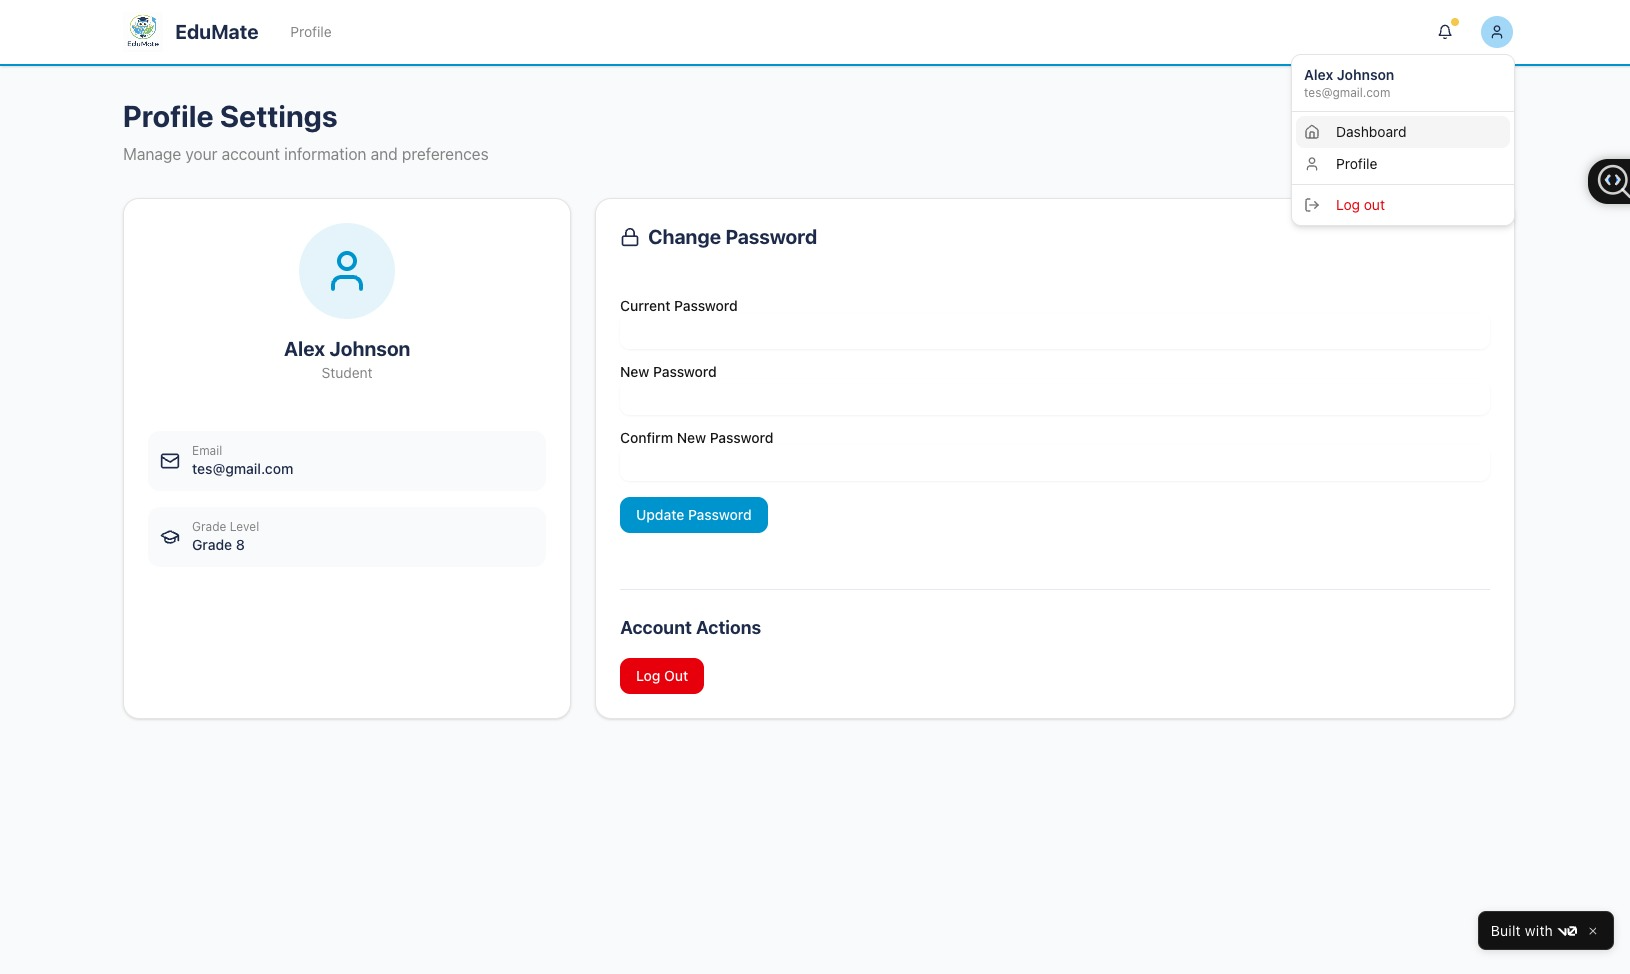 EduMate
EduMate
Profile
Alex Johnson
tes@gmail.com
Dashboard
Profile
Log out
Profile Settings
Manage your account information and preferences
Alex Johnson
Student
Email
tes@gmail.com
Grade Level
Grade 8
Change Password
Current Password
New Password
Confirm New Password
Update Password
Account Actions
Log Out
Built with v0